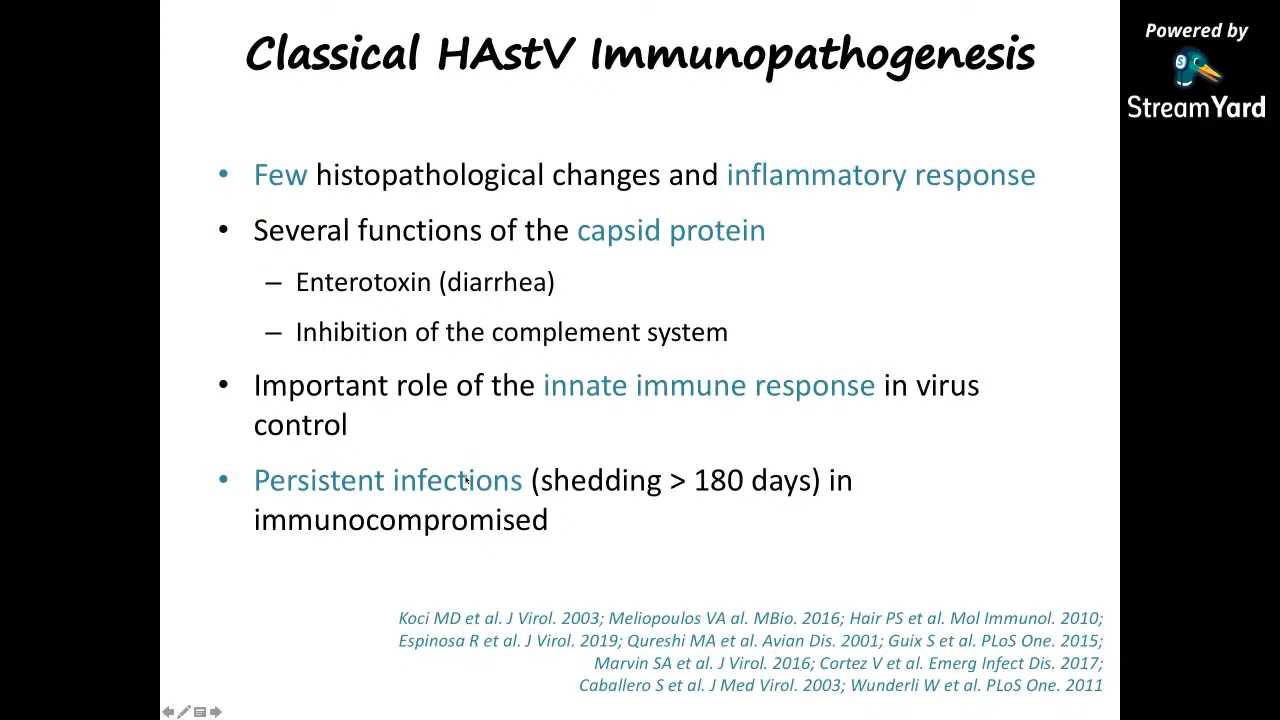 Classical HAstV Immunopathogenesis
Powered by
StreamYard
• Few histopathological changes and inflammatory response
• Several functions of the capsid protein
– Enterotoxin (diarrhea)
– Inhibition of the complement system
• Important role of the innate immune response in virus
control
• Persistent infections (shedding > 180 days) in
immunocompromised
Koci MD et al. J Virol. 2003; Meliopoulos VA al. MBio. 2016; Hair PS et al. Mol Immunol. 2010;
Espinosa R et al. J Virol. 2019; Qureshi MA et al. Avian Dis. 2001; Guix S et al. PLoS One. 2015;
Marvin SA et al. J Virol. 2016; Cortez V et al. Emerg Infect Dis. 2017;
Caballero S et al. J Med Virol. 2003; Wunderli W et al. PLoS One. 2011